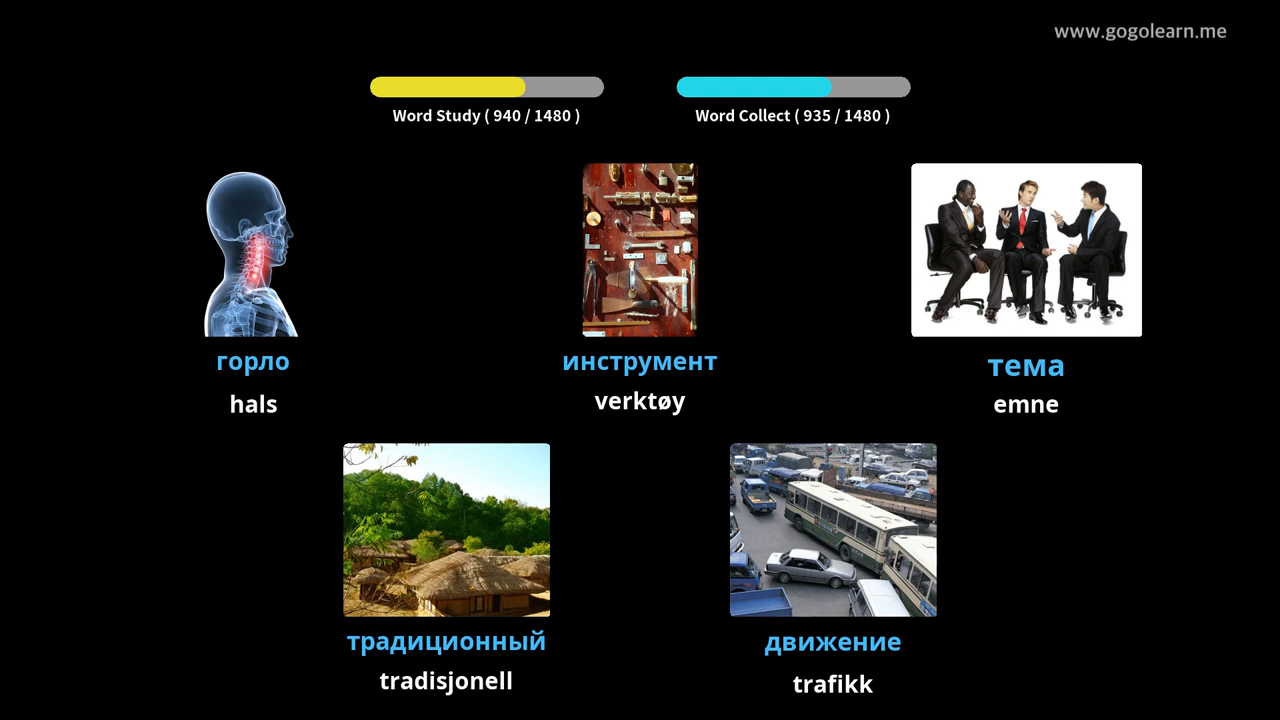 www.gogolearn.me
Word Study ( 940 / 1480 )
Word Collect ( 935 / 1480 )
горло
инструмент
тема
hals
verktøy
emne
традиционный
движение
tradisjonell
trafikk